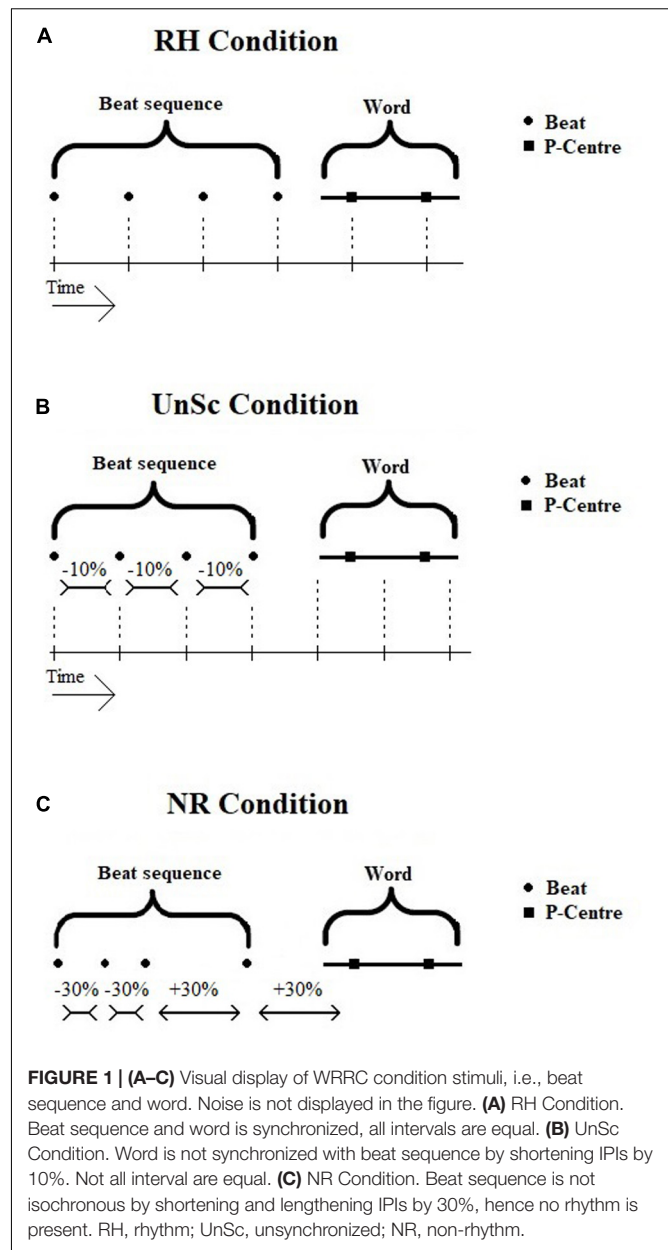 A
RH Condition
Beat sequence
Word
Beat
P-Centre
Time
B
UnSc Condition
Beat sequence
Word
Beat
P-Centre
-10% -10% -10%
Time
C
NR Condition
Beat sequence
Word
Beat
P-Centre
-30% -30% +30% +30%
FIGURE 1 | (A–C) Visual display of WRRC condition stimuli, i.e., beat
sequence and word. Noise is not displayed in the figure. (A) RH Condition.
Beat sequence and word is synchronized, all intervals are equal. (B) UnSc
Condition. Word is not synchronized with beat sequence by shortening IPIs by
10%. Not all interval are equal. (C) NR Condition. Beat sequence is not
isochronous by shortening and lengthening IPIs by 30%, hence no rhythm is
present. RH, rhythm; UnSc, unsynchronized; NR, non-rhythm.